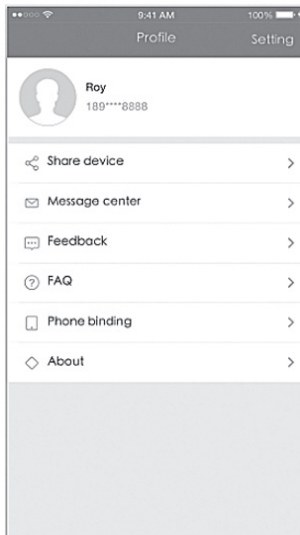 9:41 AM
100%
Profile
Setting
Roy
189****8888
Share device
Message center
Feedback
FAQ
Phone binding
About